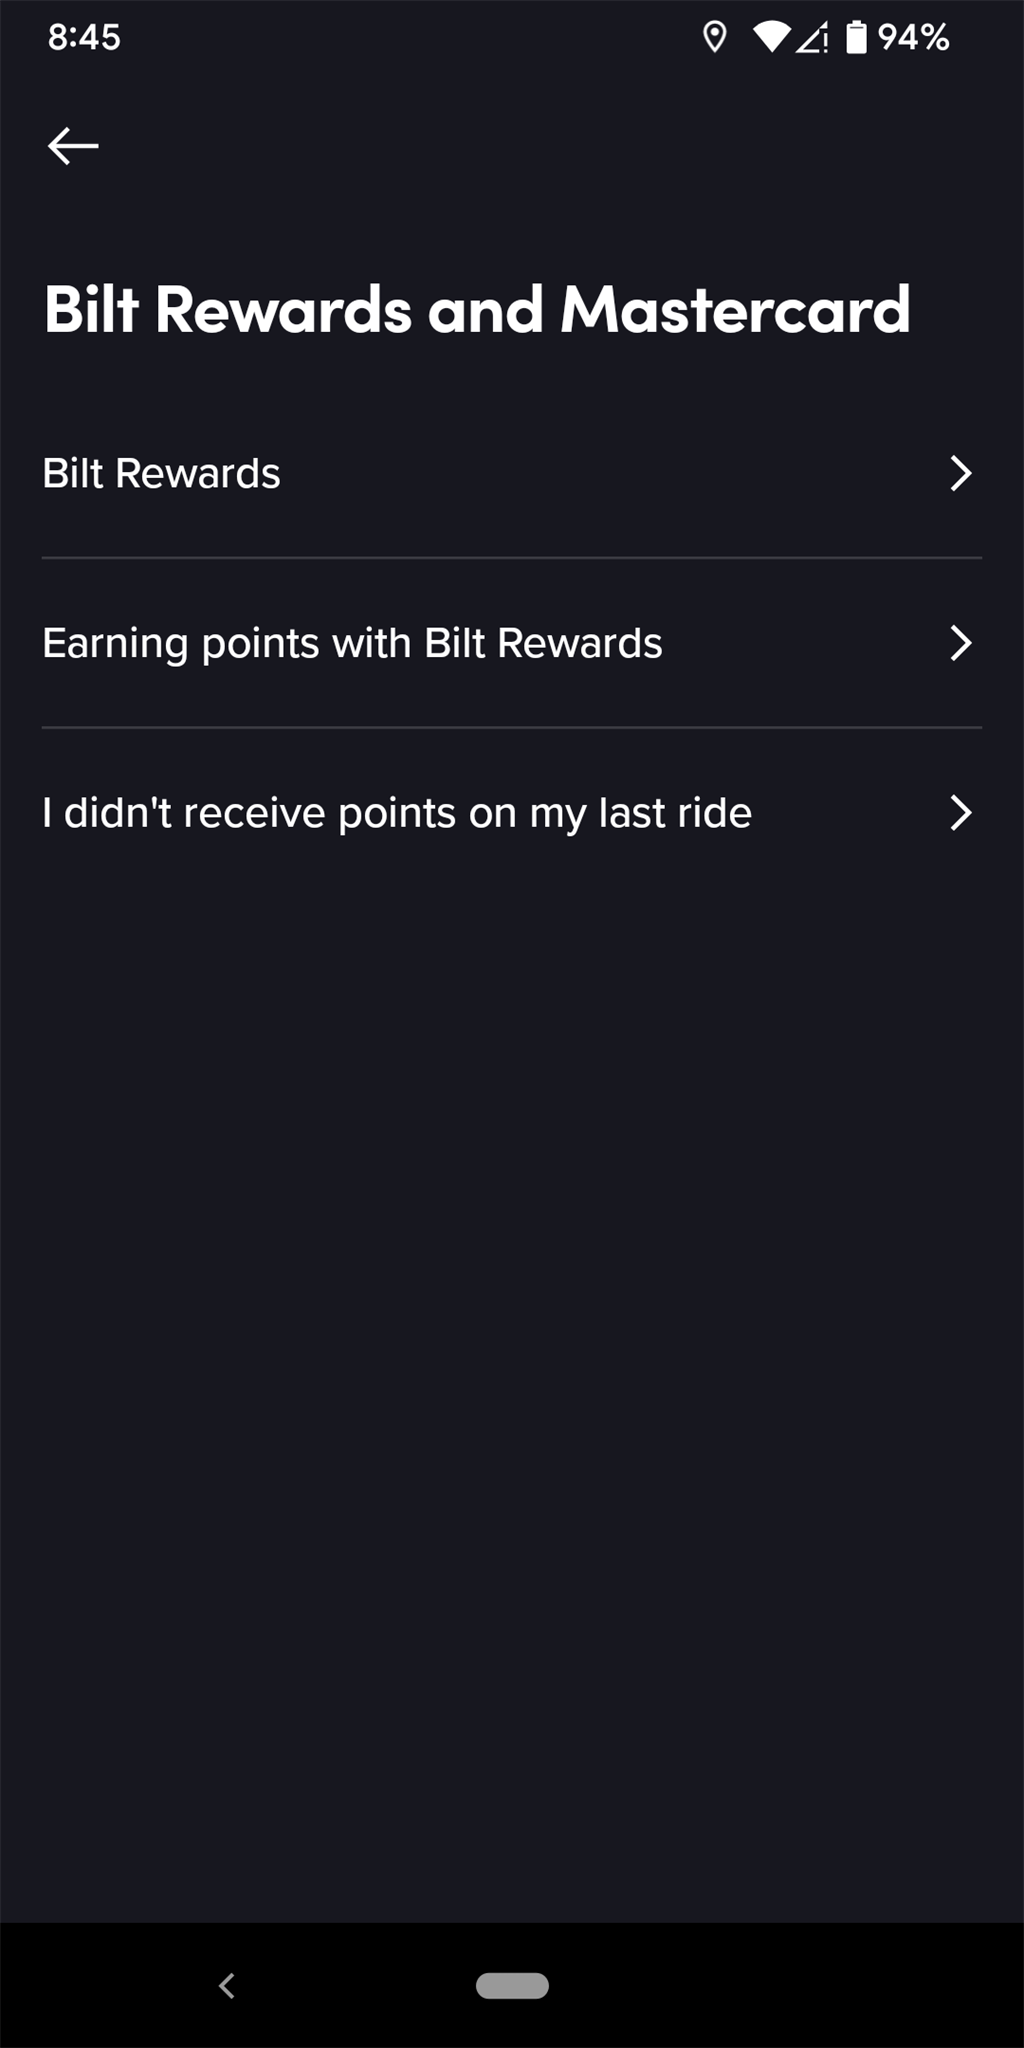 8:45
94%
Bilt Rewards and Mastercard
Bilt Rewards
Earning points with Bilt Rewards
I didn't receive points on my last ride